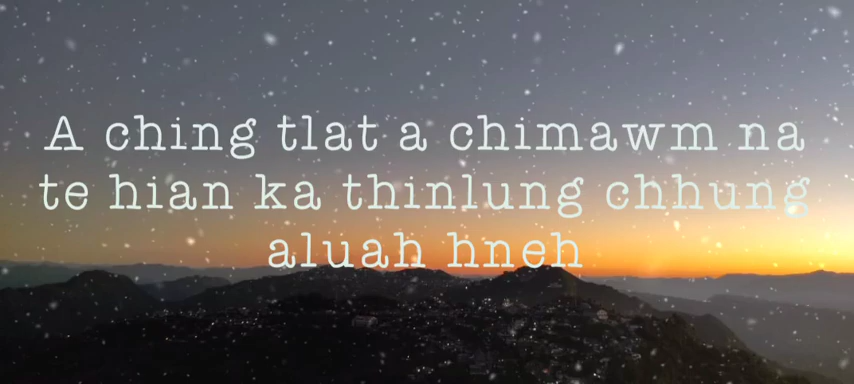 A ching tlat a chimawm na
te hian ka thinlung chhung
aluah hneh